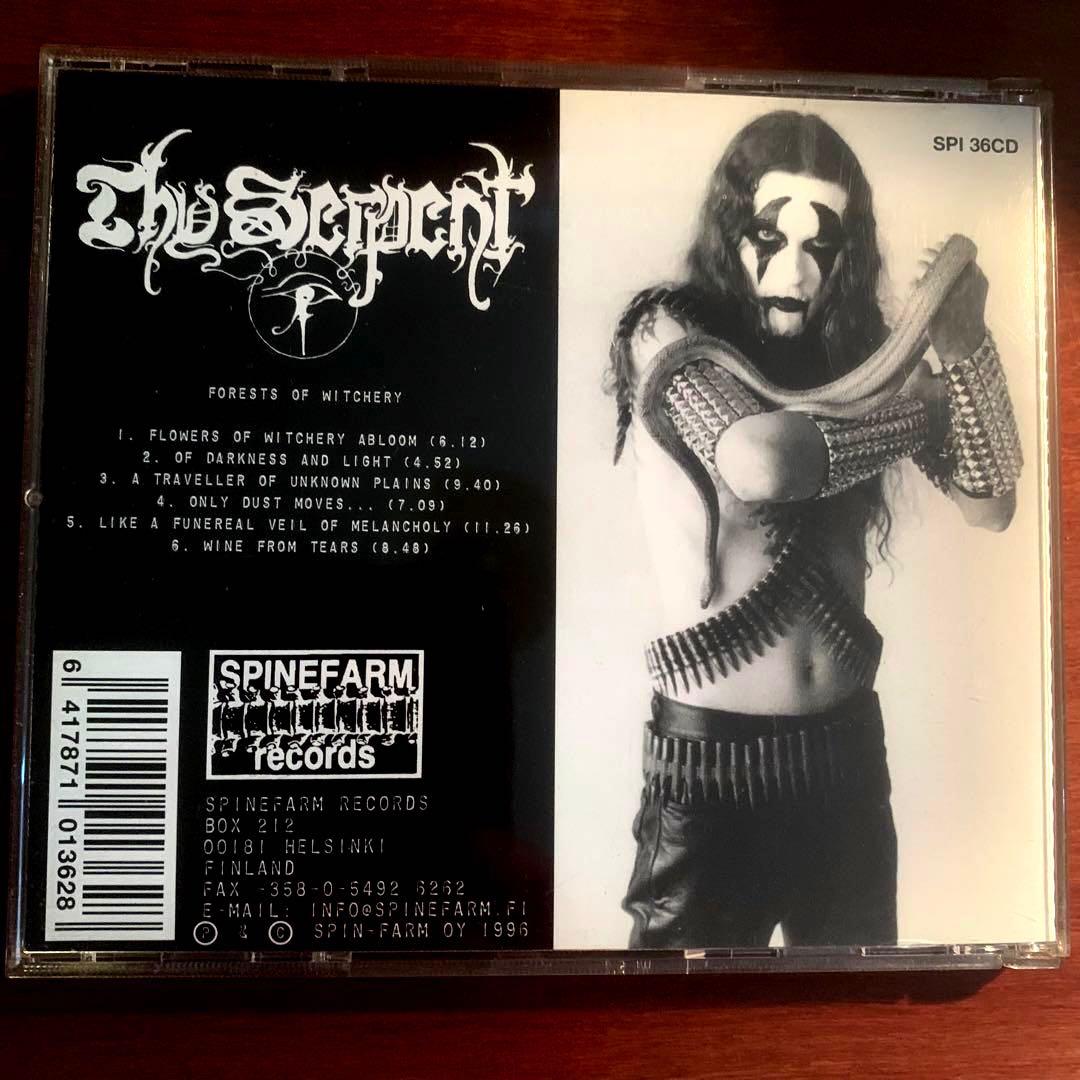 Thy Serpent
FORESTS OF WITCHERY
1. FLOWERS OF WITCHERY ABLOOM (6.12)
2. OF DARKNESS AND LIGHT (4.52)
3. A TRAVELLER OF UNKNOWN PLAINS (9.40)
4. ONLY DUST MOVES... (7.09)
5. LIKE A FUNEREAL VEIL OF MELANCHOLY (11.26)
6. WINE FROM TEARS (8.48)
6 417871 013628
SPINEFARM
records
SPINEFARM RECORDS
BOX 212
00181 HELSINKI
FINLAND
FAX -358-0-5492 6262
E-MAIL: INFO@SPINEFARM.FI
Ⓟ & © SPIN-FARM OY 1996
SPI 36CD